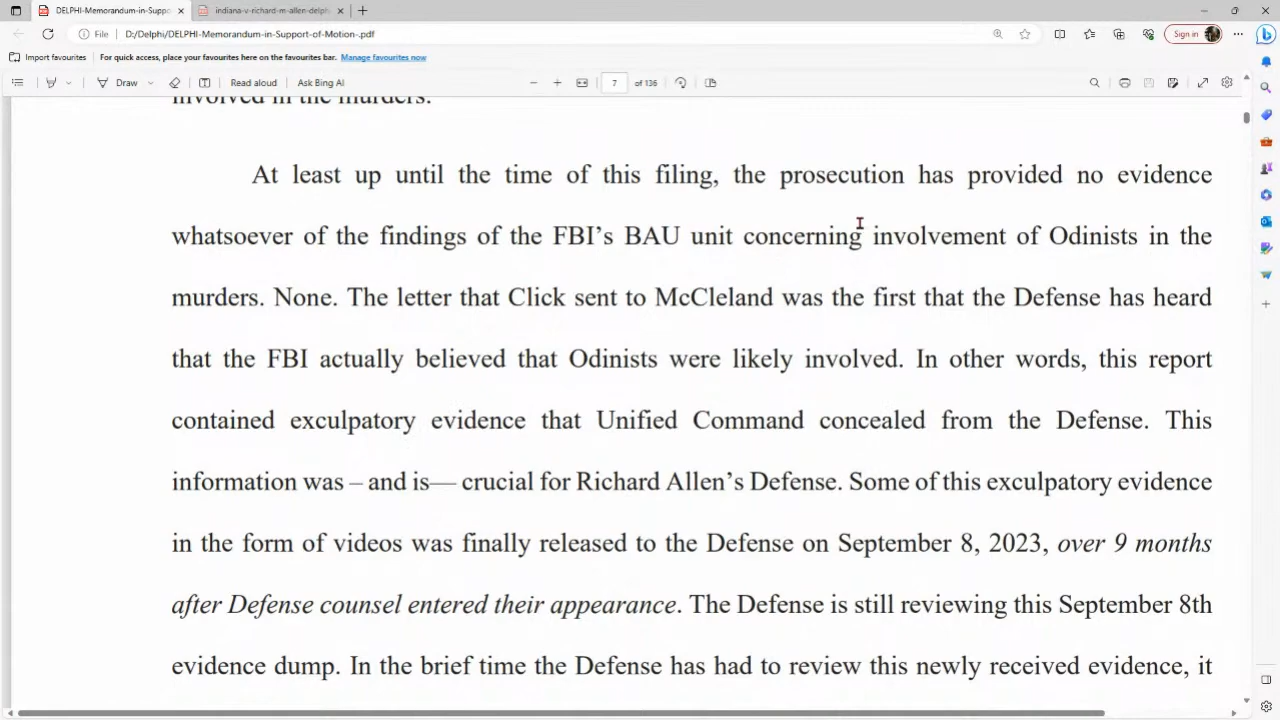 DELPHI-Memorandum-in-Suppo
indiana-v-richard-m-allen-delphi
File
D:/Delphi/DELPHI-Memorandum-in-Support-of-Motion-.pdf
Sign in
Import favourites
For quick access, place your favourites here on the favourites bar. Manage favourites now
Draw
Read aloud
Ask Bing AI
7
of 136
involved in the murders.
At least up until the time of this filing, the prosecution has provided no evidence
whatsoever of the findings of the FBI’s BAU unit concerning involvement of Odinists in the
murders. None. The letter that Click sent to McCleland was the first that the Defense has heard
that the FBI actually believed that Odinists were likely involved. In other words, this report
contained exculpatory evidence that Unified Command concealed from the Defense. This
information was – and is— crucial for Richard Allen’s Defense. Some of this exculpatory evidence
in the form of videos was finally released to the Defense on September 8, 2023, over 9 months
after Defense counsel entered their appearance. The Defense is still reviewing this September 8th
evidence dump. In the brief time the Defense has had to review this newly received evidence, it